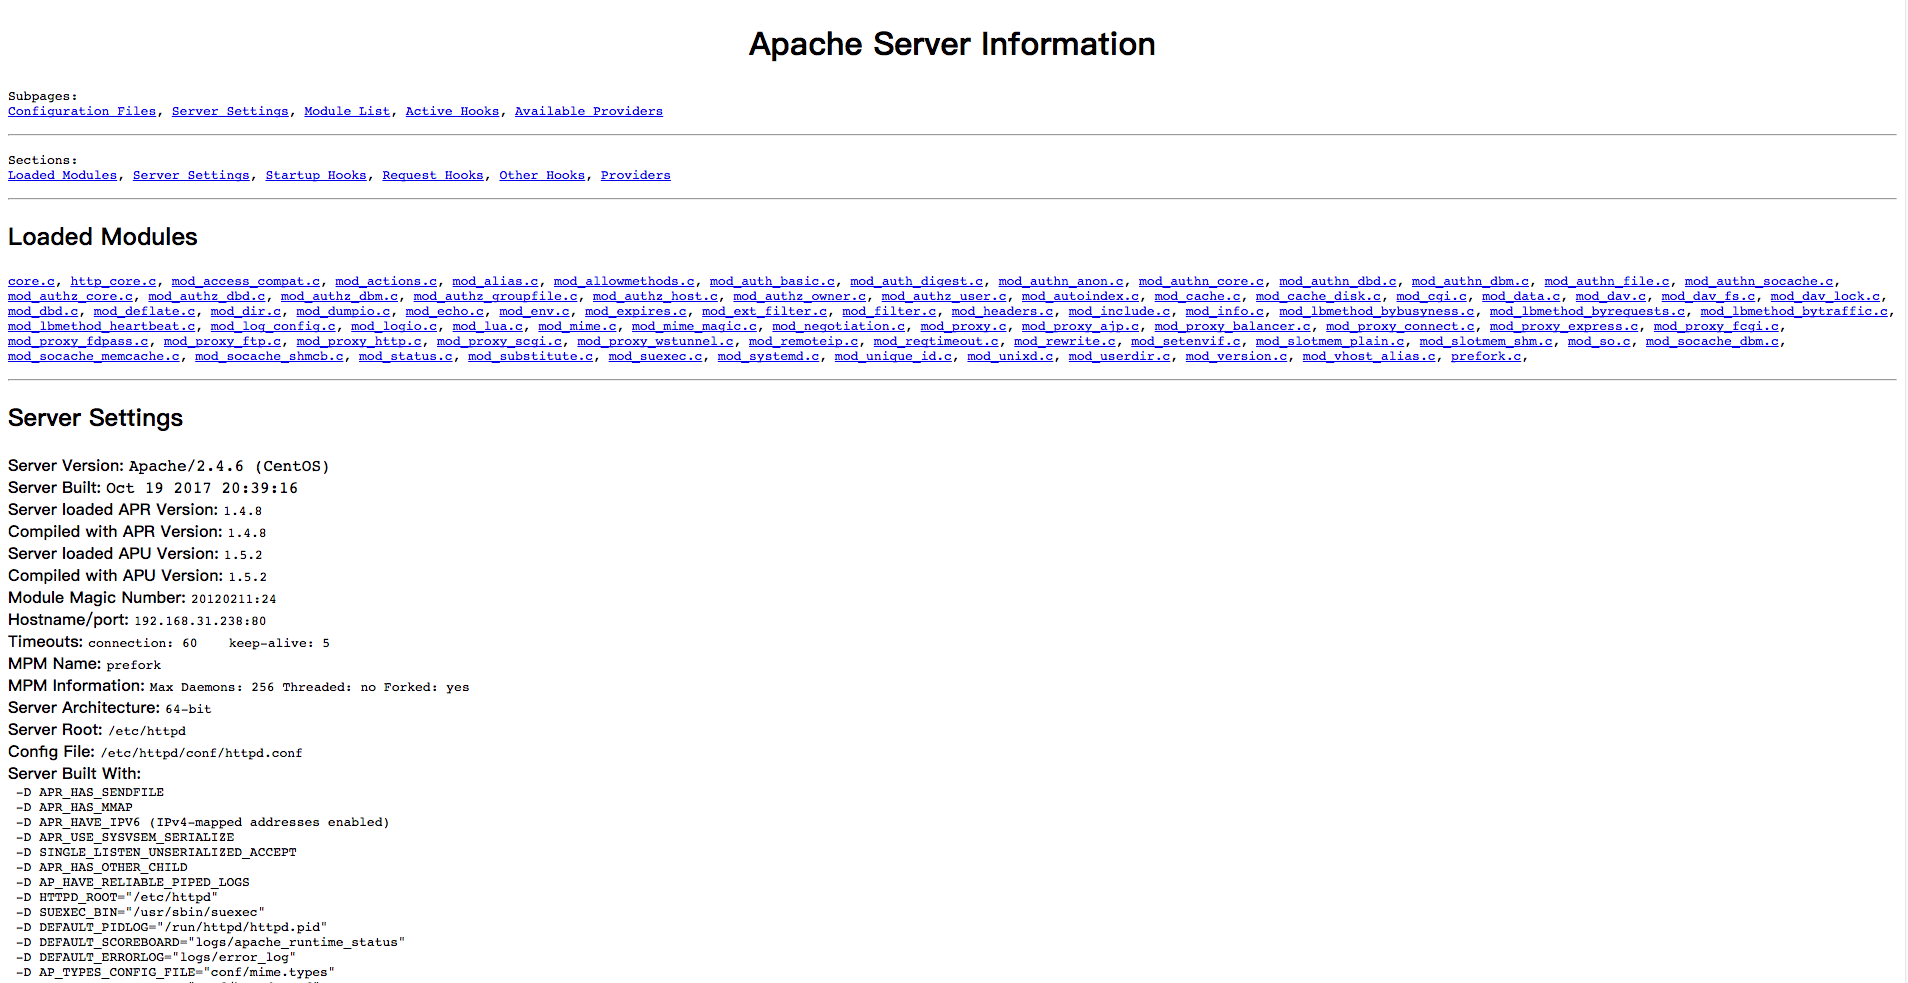 Apache Server Information
Subpages:
Configuration Files, Server Settings, Module List, Active Hooks, Available Providers
Sections:
Loaded Modules, Server Settings, Startup Hooks, Request Hooks, Other Hooks, Providers
Loaded Modules
core.c, http_core.c, mod_access_compat.c, mod_actions.c, mod_alias.c, mod_allowmethods.c, mod_auth_basic.c, mod_auth_digest.c, mod_authn_anon.c, mod_authn_core.c, mod_authn_dbd.c, mod_authn_dbm.c, mod_authn_file.c, mod_authn_socache.c,
mod_authz_core.c, mod_authz_dbd.c, mod_authz_dbm.c, mod_authz_groupfile.c, mod_authz_host.c, mod_authz_owner.c, mod_authz_user.c, mod_autoindex.c, mod_cache.c, mod_cache_disk.c, mod_cgi.c, mod_data.c, mod_dav.c, mod_dav_fs.c, mod_dav_lock.c,
mod_dbd.c, mod_deflate.c, mod_dir.c, mod_dumpio.c, mod_echo.c, mod_env.c, mod_expires.c, mod_ext_filter.c, mod_filter.c, mod_headers.c, mod_include.c, mod_info.c, mod_lbmethod_bybusyness.c, mod_lbmethod_byrequests.c, mod_lbmethod_bytraffic.c,
mod_lbmethod_heartbeat.c, mod_log_config.c, mod_logio.c, mod_lua.c, mod_mime.c, mod_mime_magic.c, mod_negotiation.c, mod_proxy.c, mod_proxy_ajp.c, mod_proxy_balancer.c, mod_proxy_connect.c, mod_proxy_express.c, mod_proxy_fcgi.c,
mod_proxy_fdpass.c, mod_proxy_ftp.c, mod_proxy_http.c, mod_proxy_scgi.c, mod_proxy_wstunnel.c, mod_remoteip.c, mod_reqtimeout.c, mod_rewrite.c, mod_setenvif.c, mod_slotmem_plain.c, mod_slotmem_shm.c, mod_so.c, mod_socache_dbm.c,
mod_socache_memcache.c, mod_socache_shmcb.c, mod_status.c, mod_substitute.c, mod_suexec.c, mod_systemd.c, mod_unique_id.c, mod_unixd.c, mod_userdir.c, mod_version.c, mod_vhost_alias.c, prefork.c,
Server Settings
Server Version: Apache/2.4.6 (CentOS)
Server Built: Oct 19 2017 20:39:16
Server loaded APR Version: 1.4.8
Compiled with APR Version: 1.4.8
Server loaded APU Version: 1.5.2
Compiled with APU Version: 1.5.2
Module Magic Number: 20120211:24
Hostname/port: 192.168.31.238:80
Timeouts: connection: 60    keep-alive: 5
MPM Name: prefork
MPM Information: Max Daemons: 256 Threaded: no Forked: yes
Server Architecture: 64-bit
Server Root: /etc/httpd
Config File: /etc/httpd/conf/httpd.conf
Server Built With:
-D APR_HAS_SENDFILE
-D APR_HAS_MMAP
-D APR_HAVE_IPV6 (IPv4-mapped addresses enabled)
-D APR_USE_SYSVSEM_SERIALIZE
-D SINGLE_LISTEN_UNSERIALIZED_ACCEPT
-D APR_HAS_OTHER_CHILD
-D AP_HAVE_RELIABLE_PIPED_LOGS
-D HTTPD_ROOT="/etc/httpd"
-D SUEXEC_BIN="/usr/sbin/suexec"
-D DEFAULT_PIDLOG="/run/httpd/httpd.pid"
-D DEFAULT_SCOREBOARD="logs/apache_runtime_status"
-D DEFAULT_ERRORLOG="logs/error_log"
-D AP_TYPES_CONFIG_FILE="conf/mime.types"